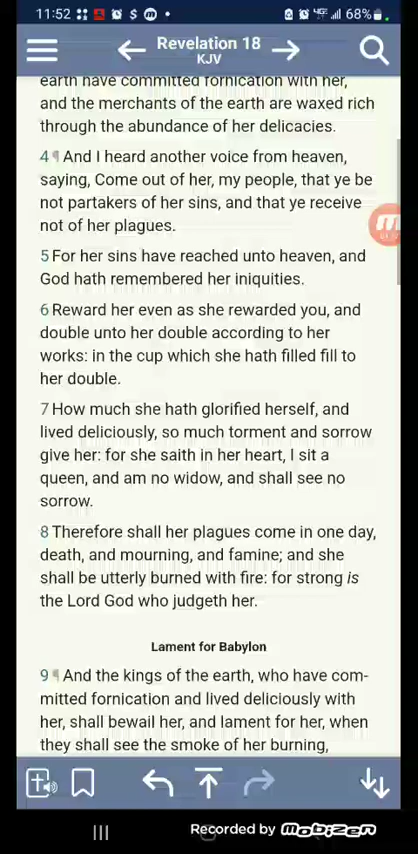 11:52 $ m • 4GE 68%
Revelation 18
KJV
earth have committed fornication with her,
and the merchants of the earth are waxed rich
through the abundance of her delicacies.
4 ¶ And I heard another voice from heaven,
saying, Come out of her, my people, that ye be
not partakers of her sins, and that ye receive
not of her plagues.
5 For her sins have reached unto heaven, and
God hath remembered her iniquities.
6 Reward her even as she rewarded you, and
double unto her double according to her
works: in the cup which she hath filled fill to
her double.
7 How much she hath glorified herself, and
lived deliciously, so much torment and sorrow
give her: for she saith in her heart, I sit a
queen, and am no widow, and shall see no
sorrow.
8 Therefore shall her plagues come in one day,
death, and mourning, and famine; and she
shall be utterly burned with fire: for strong is
the Lord God who judgeth her.
Lament for Babylon
9 ¶ And the kings of the earth, who have com-
mitted fornication and lived deliciously with
her, shall bewail her, and lament for her, when
they shall see the smoke of her burning,
Recorded by mobizen